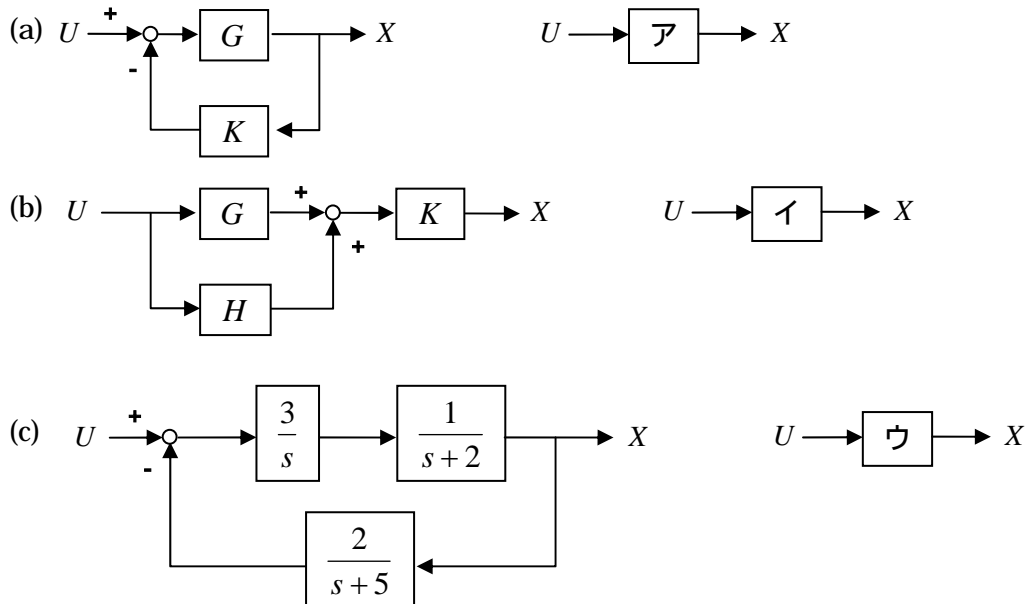 (a) U + G X U ア X
-
K
(b) U G + K X U イ X
+
H
(c) U + 3/s 1/(s+2) X U ウ X
-
2/(s+5)